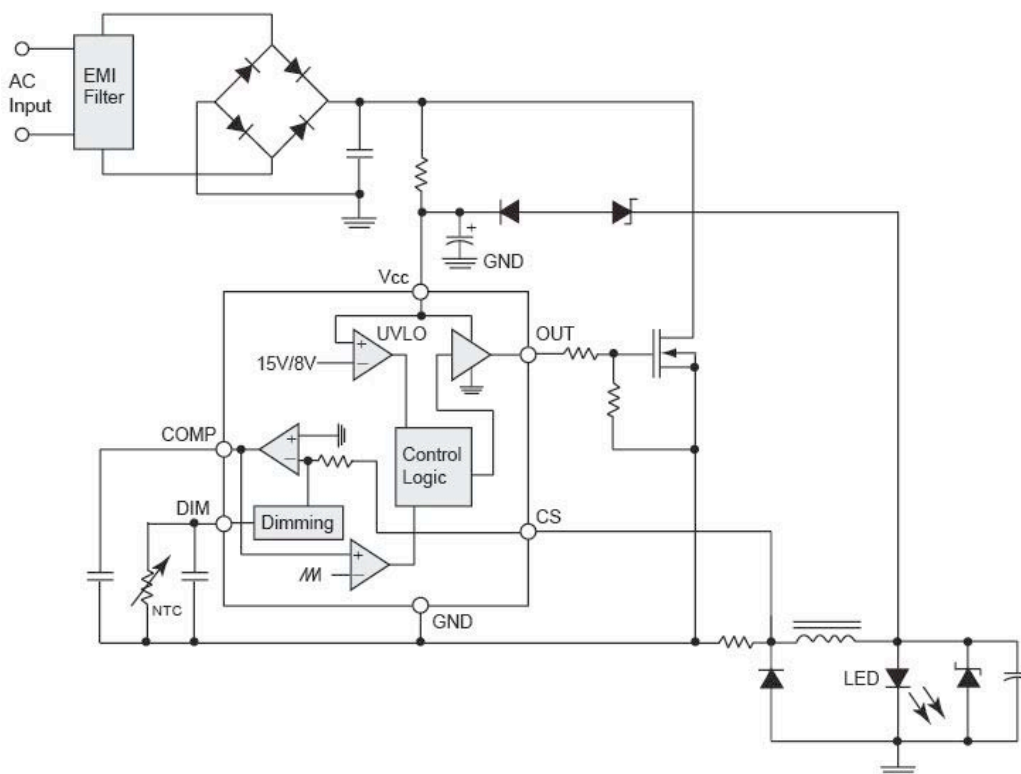 AC
Input
EMI
Filter
GND
Vcc
UVLO
OUT
15V/8V
+
−
COMP
+
−
Control
Logic
DIM
Dimming
CS
+
−
NTC
GND
LED
+